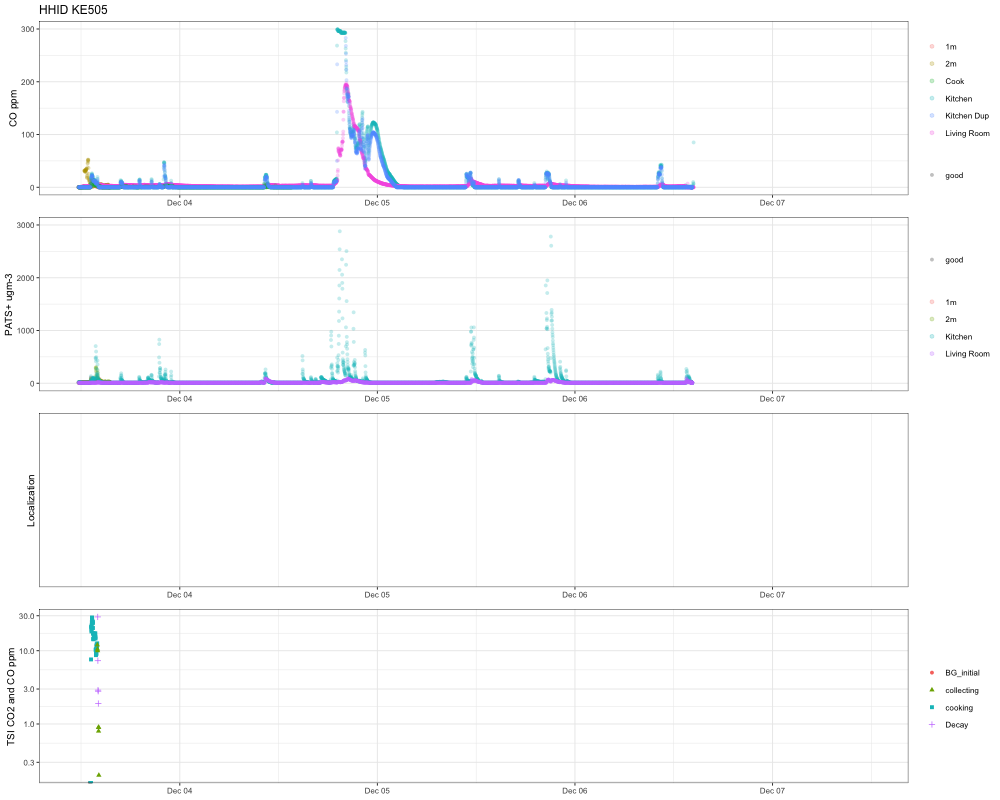 HHID KE505
CO ppm
300
200
100
0
Dec 04
Dec 05
Dec 06
Dec 07
1m
2m
Cook
Kitchen
Kitchen Dup
Living Room
good
PATS+ ugm-3
3000
2000
1000
0
Dec 04
Dec 05
Dec 06
Dec 07
good
1m
2m
Kitchen
Living Room
Localization
Dec 04
Dec 05
Dec 06
Dec 07
TSI CO2 and CO ppm
30.0
10.0
3.0
1.0
0.3
Dec 04
Dec 05
Dec 06
Dec 07
BG_initial
collecting
cooking
Decay